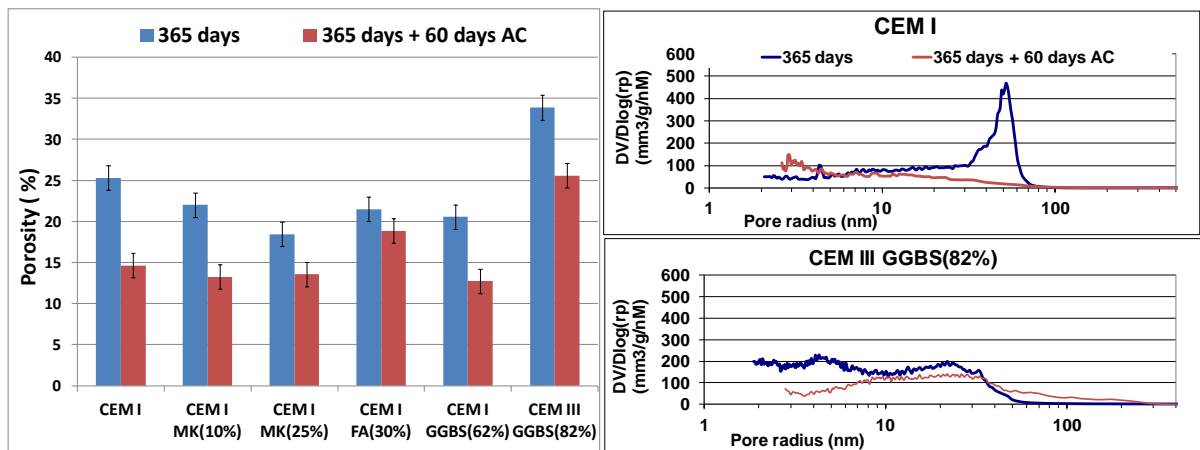 365 days 365 days + 60 days AC
40
35
30
25
20
15
10
5
0
Porosity ( %)
CEM I CEM I CEM I CEM I CEM I CEM III
MK(10%) MK(25%) FA(30%) GGBS(62%) GGBS(82%)
CEM I
365 days 365 days + 60 days AC
600
500
400
300
200
100
0
DV/Dlog(rp)
(mm3/g/nM)
1 10 100
Pore radius (nm)
CEM III GGBS(82%)
600
500
400
300
200
100
0
DV/Dlog(rp)
(mm3/g/nM)
1 10 100
Pore radius (nm)